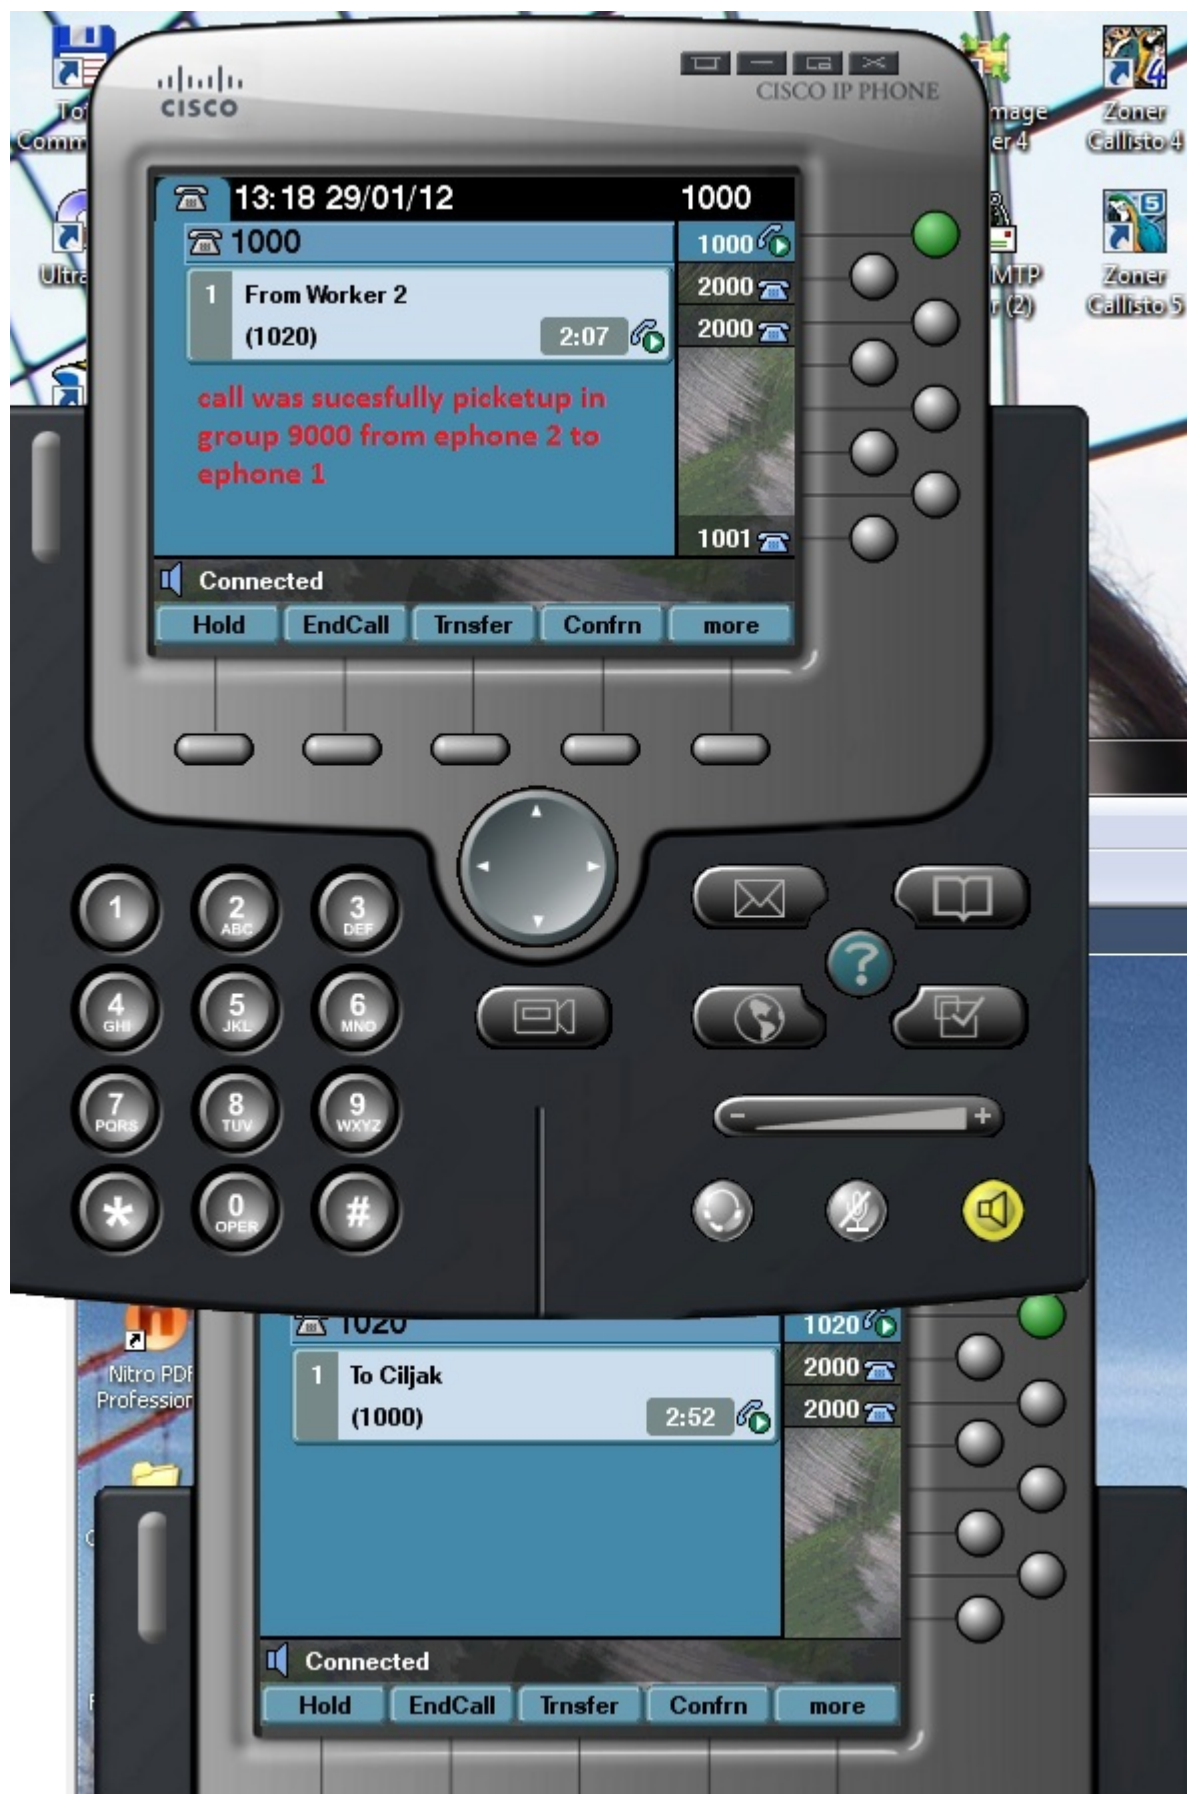 CISCO
CISCO IP PHONE
Zoner
Callisto 4
Zoner
Callisto 5
13:18 29/01/12
1000
1000
1000
1 From Worker 2
(1020)
2:07
2000
2000
call was sucesfully picketup in
group 9000 from ephone 2 to
ephone 1
1001
Connected
Hold EndCall Trnsfer Confrn more
1 2 ABC 3 DEF
4 GHI 5 JKL 6 MNO
7 PQRS 8 TUV 9 WXYZ
* 0 OPER #
?
- +
Nitro PDF
Profession
1020
1020
1 To Ciljak
(1000)
2:52
2000
2000
Connected
Hold EndCall Trnsfer Confrn more